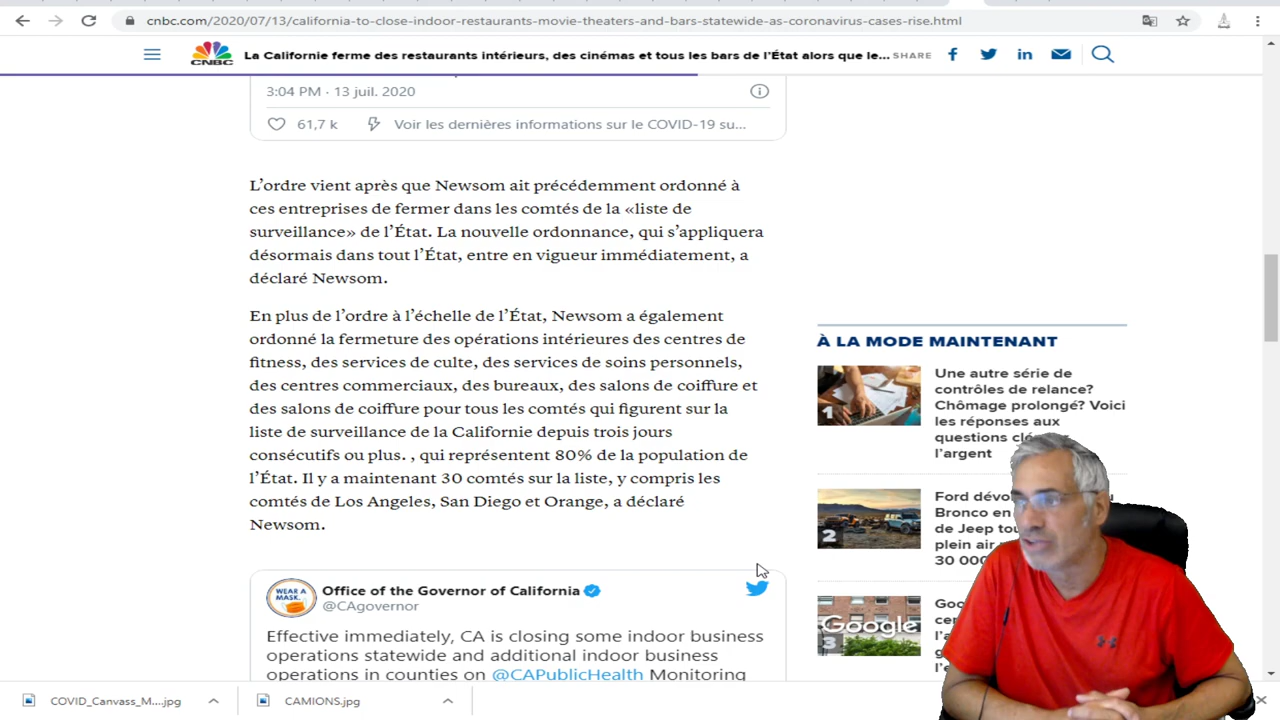 cnbc.com/2020/07/13/california-to-close-indoor-restaurants-movie-theaters-and-bars-statewide-as-coronavirus-cases-rise.html
CNBC
La Californie ferme des restaurants intérieurs, des cinémas et tous les bars de l’État alors que le...
SHARE
3:04 PM · 13 juil. 2020
61,7 k
Voir les dernières informations sur le COVID-19 su...
L’ordre vient après que Newsom ait précédemment ordonné à
ces entreprises de fermer dans les comtés de la «liste de
surveillance» de l’État. La nouvelle ordonnance, qui s’appliquera
désormais dans tout l’État, entre en vigueur immédiatement, a
déclaré Newsom.
En plus de l’ordre à l’échelle de l’État, Newsom a également
ordonné la fermeture des opérations intérieures des centres de
fitness, des services de culte, des services de soins personnels,
des centres commerciaux, des bureaux, des salons de coiffure et
des salons de coiffure pour tous les comtés qui figurent sur la
liste de surveillance de la Californie depuis trois jours
consécutifs ou plus. , qui représentent 80% de la population de
l’État. Il y a maintenant 30 comtés sur la liste, y compris les
comtés de Los Angeles, San Diego et Orange, a déclaré
Newsom.
WEAR A
MASK.
Office of the Governor of California
@CAgovernor
Effective immediately, CA is closing some indoor business
operations statewide and additional indoor business
operations in counties on @CAPublicHealth Monitoring
À LA MODE MAINTENANT
1
Une autre série de
contrôles de relance?
Chômage prolongé? Voici
les réponses aux
questions
l’argent
2
Ford
Bronco en
de Jeep
plein air
30
3
Google
COVID_Canvass_M....jpg
CAMIONS.jpg